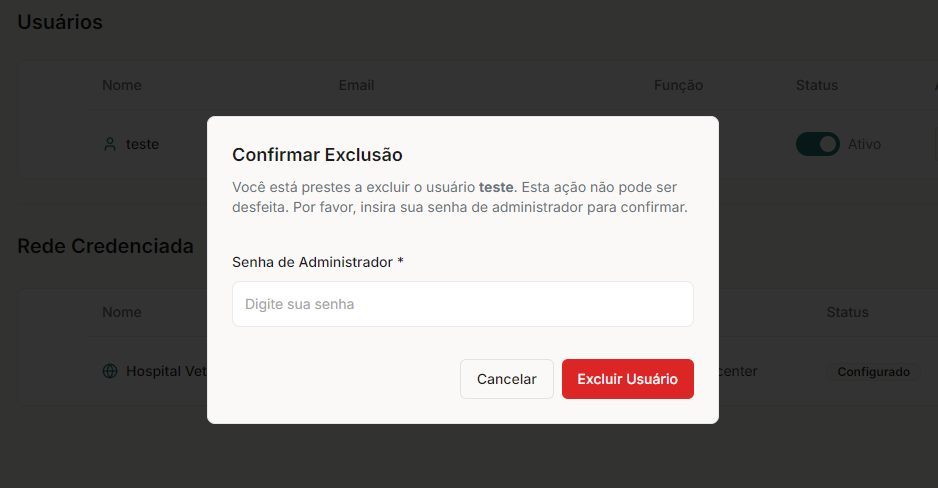 Usuários
Nome Email Função Status
teste Ativo
Confirmar Exclusão
Você está prestes a excluir o usuário teste. Esta ação não pode ser
desfeita. Por favor, insira sua senha de administrador para confirmar.
Rede Credenciada
Senha de Administrador *
Digite sua senha
Nome Status
Hospital Vet center Configurado
Cancelar Excluir Usuário